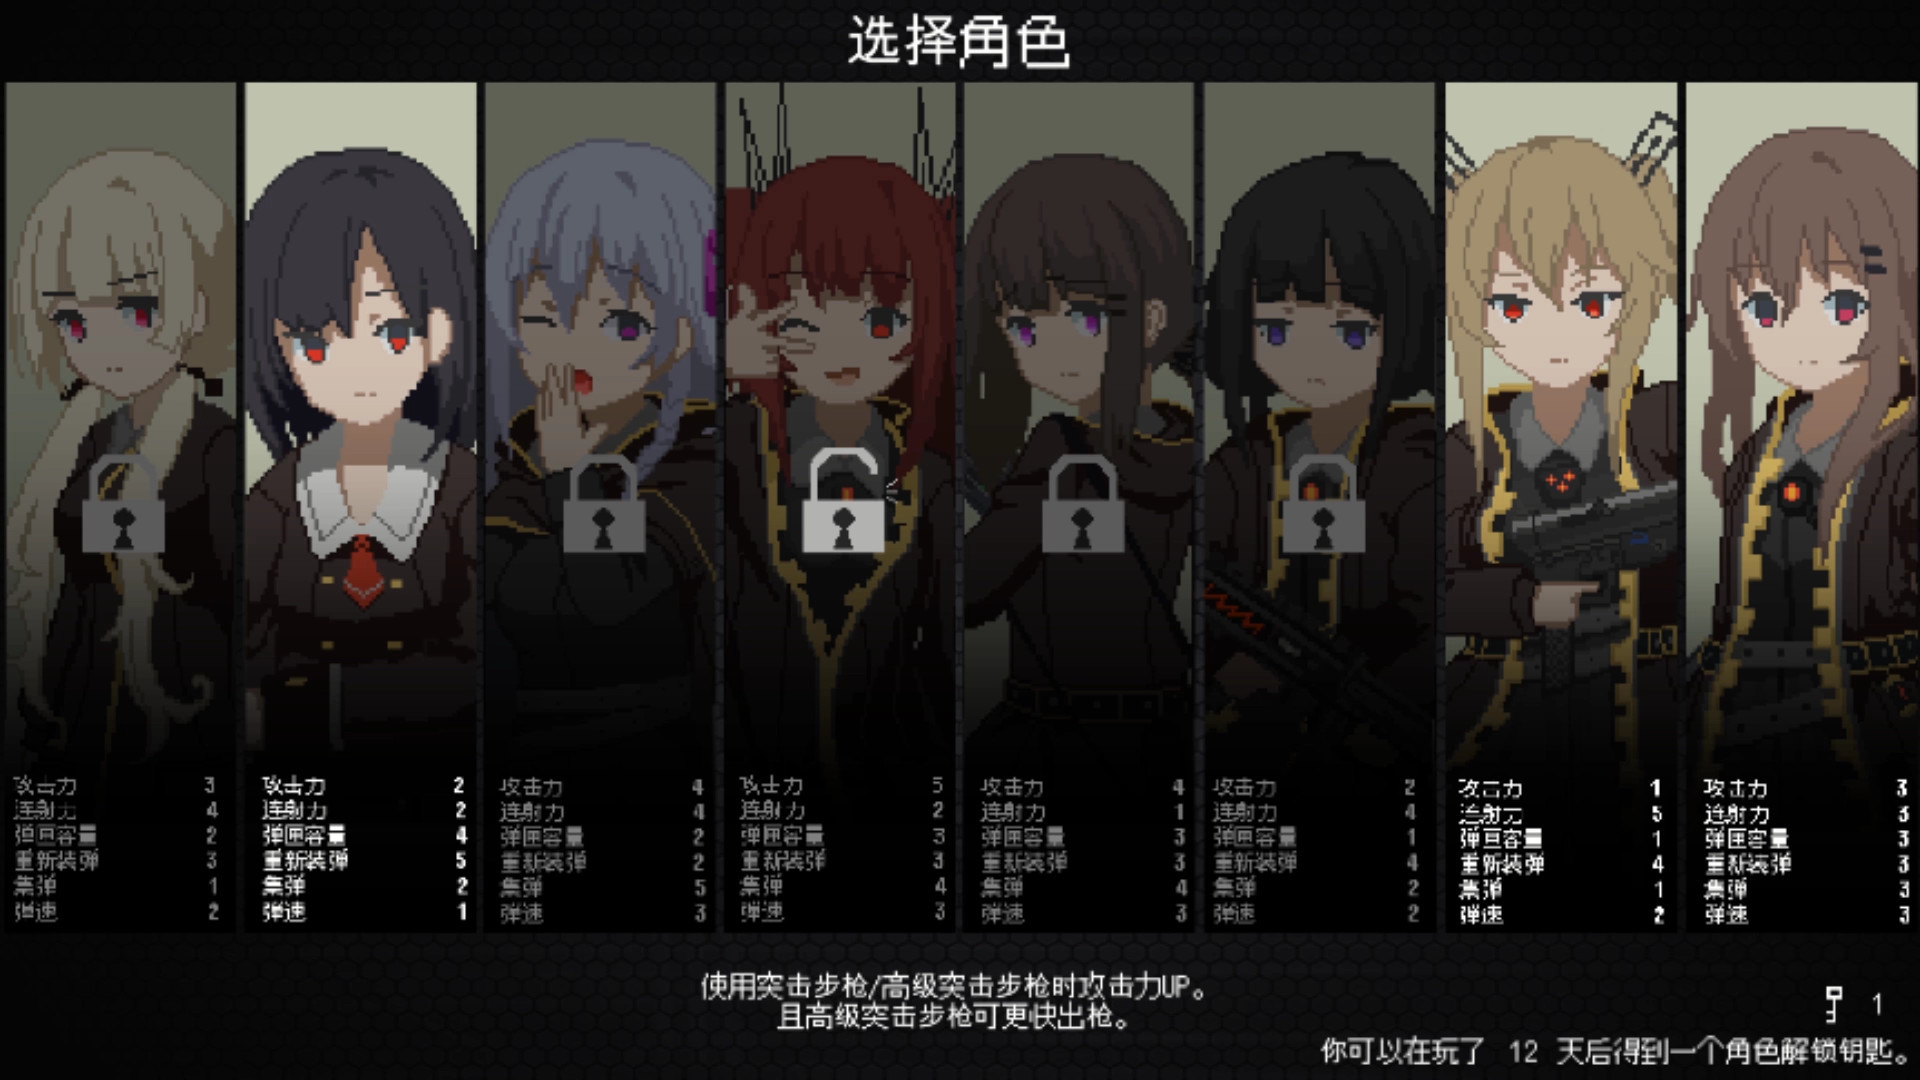 选择角色
攻击力 3
连射力 4
弹匣容量 2
重新装弹 3
集弹 1
弹速 2
攻击力 2
连射力 2
弹匣容量 4
重新装弹 5
集弹 2
弹速 1
攻击力 4
连射力 4
弹匣容量 2
重新装弹 2
集弹 5
弹速 3
攻击力 5
连射力 2
弹匣容量 3
重新装弹 3
集弹 4
弹速 3
攻击力 4
连射力 1
弹匣容量 3
重新装弹 3
集弹 4
弹速 3
攻击力 2
连射力 4
弹匣容量 1
重新装弹 4
集弹 2
弹速 2
攻击力 1
连射力 5
弹匣容量 1
重新装弹 4
集弹 1
弹速 2
攻击力 3
连射力 3
弹匣容量 3
重新装弹 3
集弹 3
弹速 3
使用突击步枪/高级突击步枪时攻击力UP。
且高级突击步枪可更快出枪。
1
你可以在玩了 12 天后得到一个角色解锁钥匙。